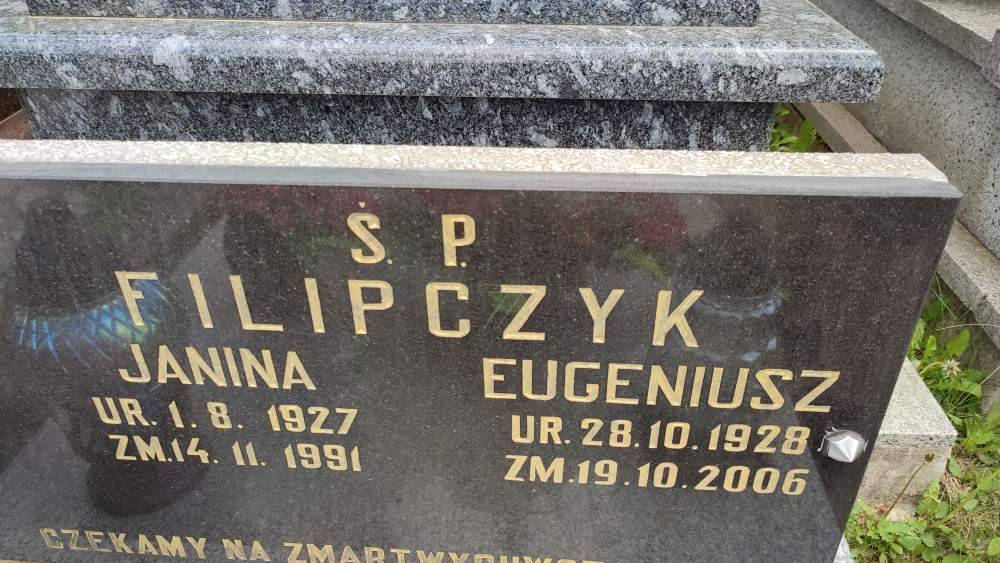 Ś. P.
FILIPCZYK
JANINA
UR. 1. 8. 1927
ZM. 14. 11. 1991
EUGENIUSZ
UR. 28. 10. 1928
ZM. 19. 10. 2006
CZEKAMY NA